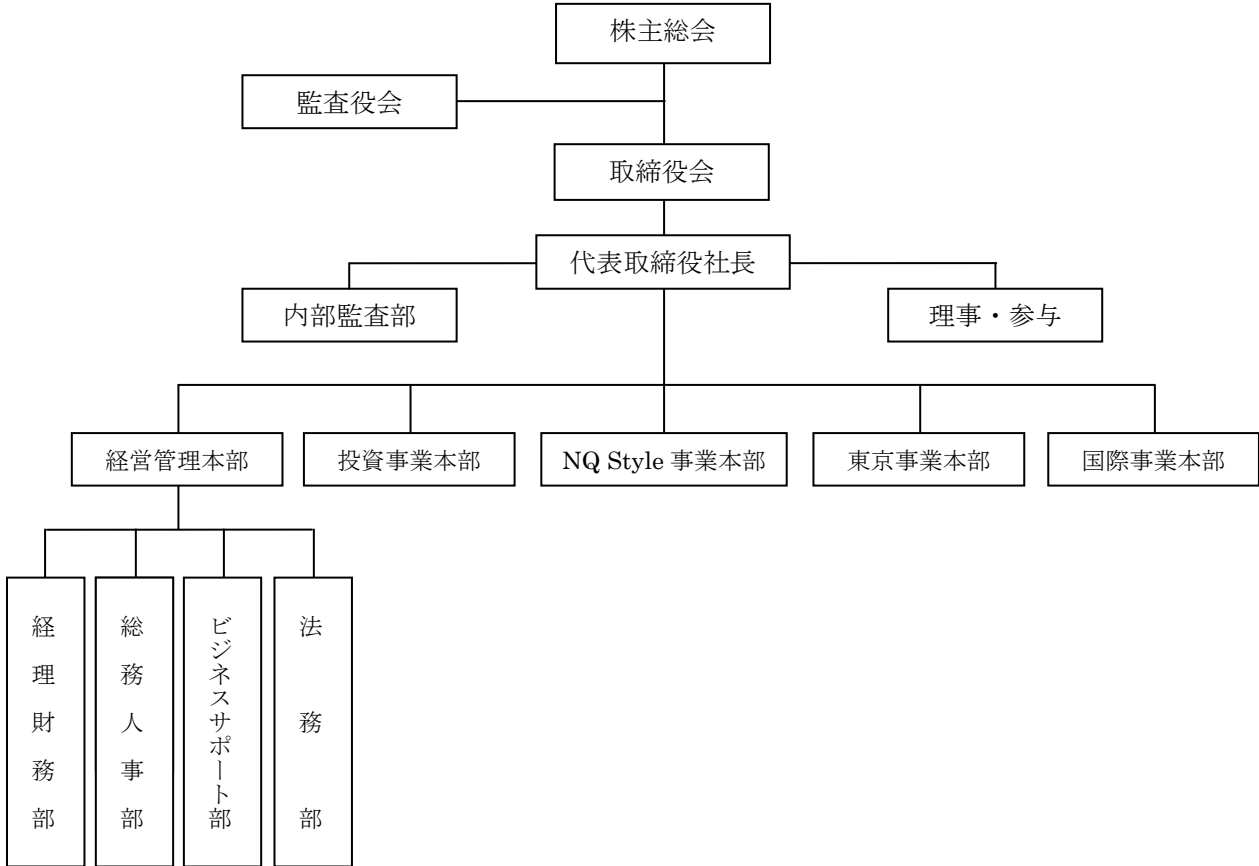 株主総会
監査役会
取締役会
代表取締役社長
内部監査部
理事・参与
経営管理本部
投資事業本部
NQ Style 事業本部
東京事業本部
国際事業本部
経理財務部
総務人事部
ビジネスサポート部
法務部